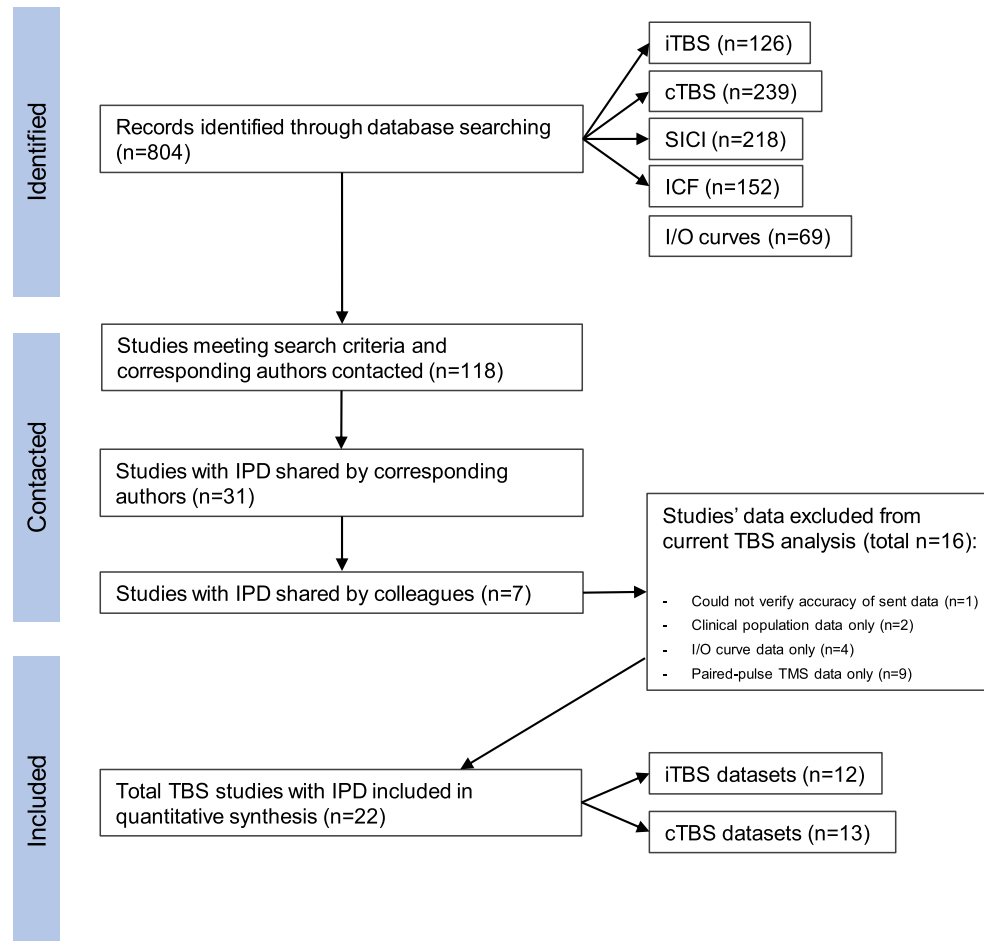 Identified
Records identified through database searching
(n=804)
iTBS (n=126)
cTBS (n=239)
SICI (n=218)
ICF (n=152)
I/O curves (n=69)
Contacted
Studies meeting search criteria and
corresponding authors contacted (n=118)
Studies with IPD shared by corresponding
authors (n=31)
Studies with IPD shared by colleagues (n=7)
Studies' data excluded from
current TBS analysis (total n=16):
- Could not verify accuracy of sent data (n=1)
- Clinical population data only (n=2)
- I/O curve data only (n=4)
- Paired-pulse TMS data only (n=9)
Included
Total TBS studies with IPD included in
quantitative synthesis (n=22)
iTBS datasets (n=12)
cTBS datasets (n=13)